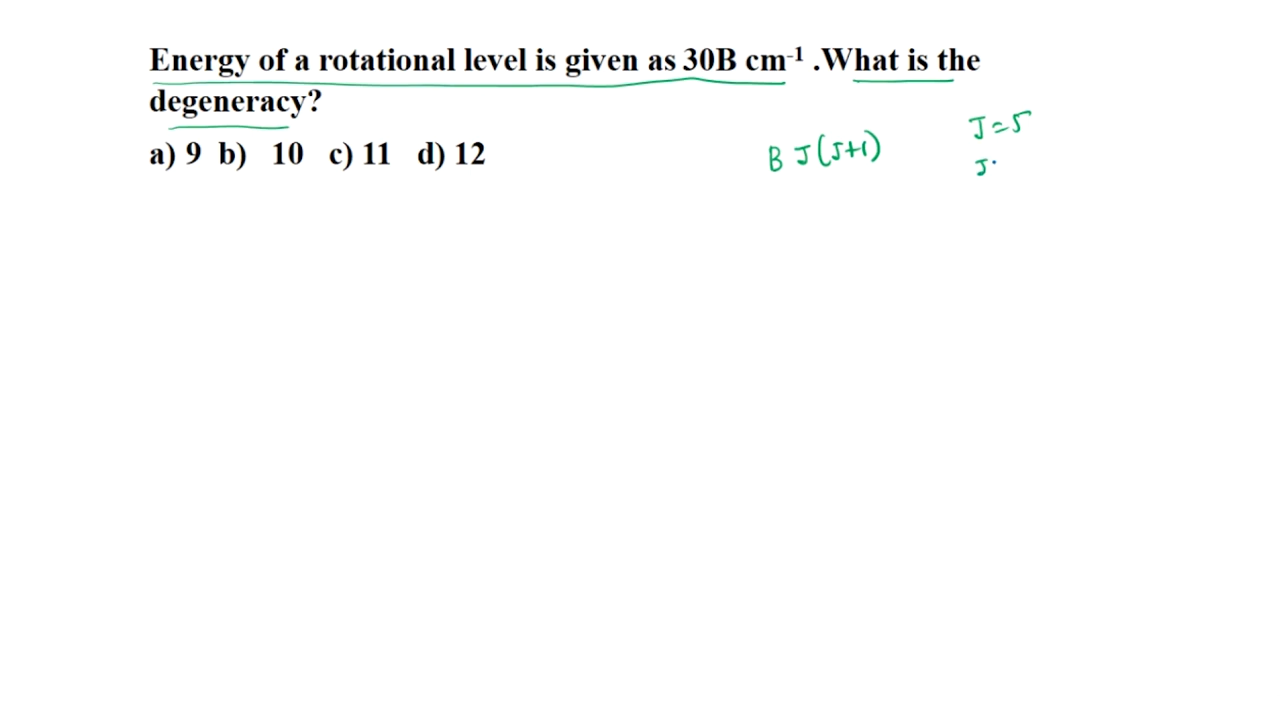 Energy of a rotational level is given as 30B cm⁻¹ .What is the
degeneracy?
a) 9 b) 10 c) 11 d) 12
B J(J+1)
J=5
J